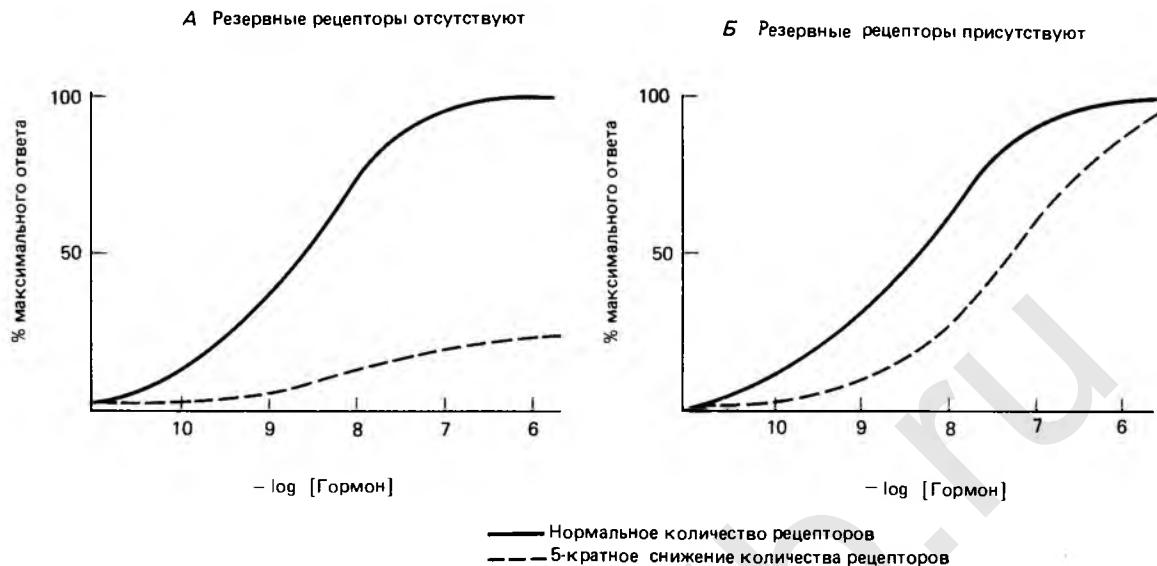 А Резервные рецепторы отсутствуют
% максимального ответа
100
50
10 9 8 7 6
– log [Гормон]
Б Резервные рецепторы присутствуют
% максимального ответа
100
50
10 9 8 7 6
– log [Гормон]
Нормальное количество рецепторов
5-кратное снижение количества рецепторов
h.ru